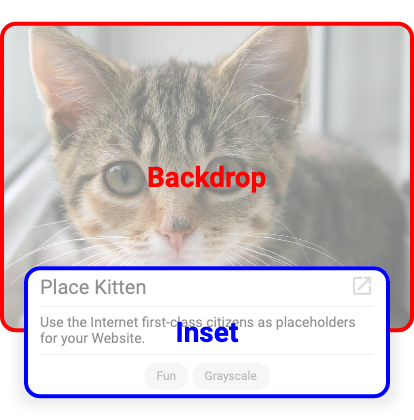 Backdrop
Place Kitten
Use the Internet first-class citizens as placeholders
for your Website.
Inset
Fun
Grayscale